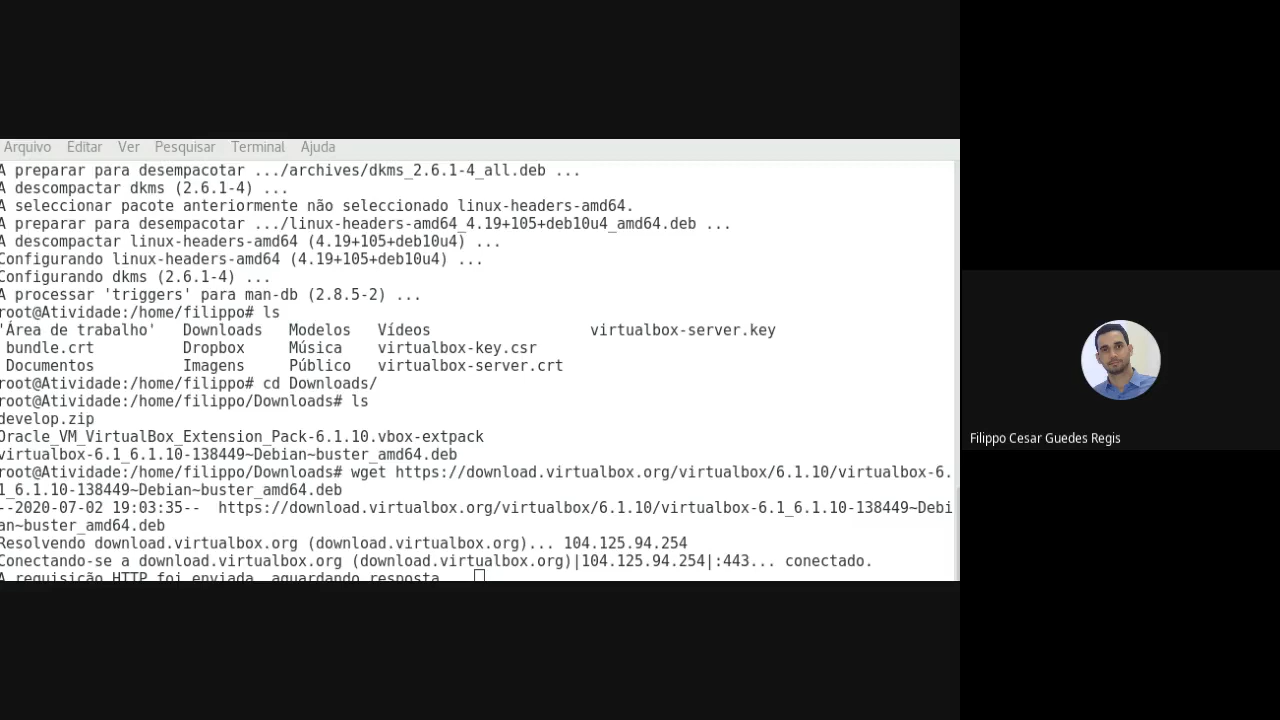 Arquivo Editar Ver Pesquisar Terminal Ajuda
A preparar para desempacotar .../archives/dkms_2.6.1-4_all.deb ...
A descompactar dkms (2.6.1-4) ...
A seleccionar pacote anteriormente não seleccionado linux-headers-amd64.
A preparar para desempacotar .../linux-headers-amd64_4.19+105+deb10u4_amd64.deb ...
A descompactar linux-headers-amd64 (4.19+105+deb10u4) ...
Configurando linux-headers-amd64 (4.19+105+deb10u4) ...
Configurando dkms (2.6.1-4) ...
A processar 'triggers' para man-db (2.8.5-2) ...
root@Atividade:/home/filippo# ls
'Área de trabalho' Downloads Modelos Vídeos virtualbox-server.key
bundle.crt Dropbox Música virtualbox-key.csr
Documentos Imagens Público virtualbox-server.crt
root@Atividade:/home/filippo# cd Downloads/
root@Atividade:/home/filippo/Downloads# ls
develop.zip
Oracle_VM_VirtualBox_Extension_Pack-6.1.10.vbox-extpack
virtualbox-6.1_6.1.10-138449~Debian~buster_amd64.deb
root@Atividade:/home/filippo/Downloads# wget https://download.virtualbox.org/virtualbox/6.1.10/virtualbox-6.
1_6.1.10-138449~Debian~buster_amd64.deb
--2020-07-02 19:03:35-- https://download.virtualbox.org/virtualbox/6.1.10/virtualbox-6.1_6.1.10-138449~Debi
an~buster_amd64.deb
Resolvendo download.virtualbox.org (download.virtualbox.org)... 104.125.94.254
Conectando-se a download.virtualbox.org (download.virtualbox.org)|104.125.94.254|:443... conectado.
A requisição HTTP foi enviada, aguardando resposta...
Filippo Cesar Guedes Regis